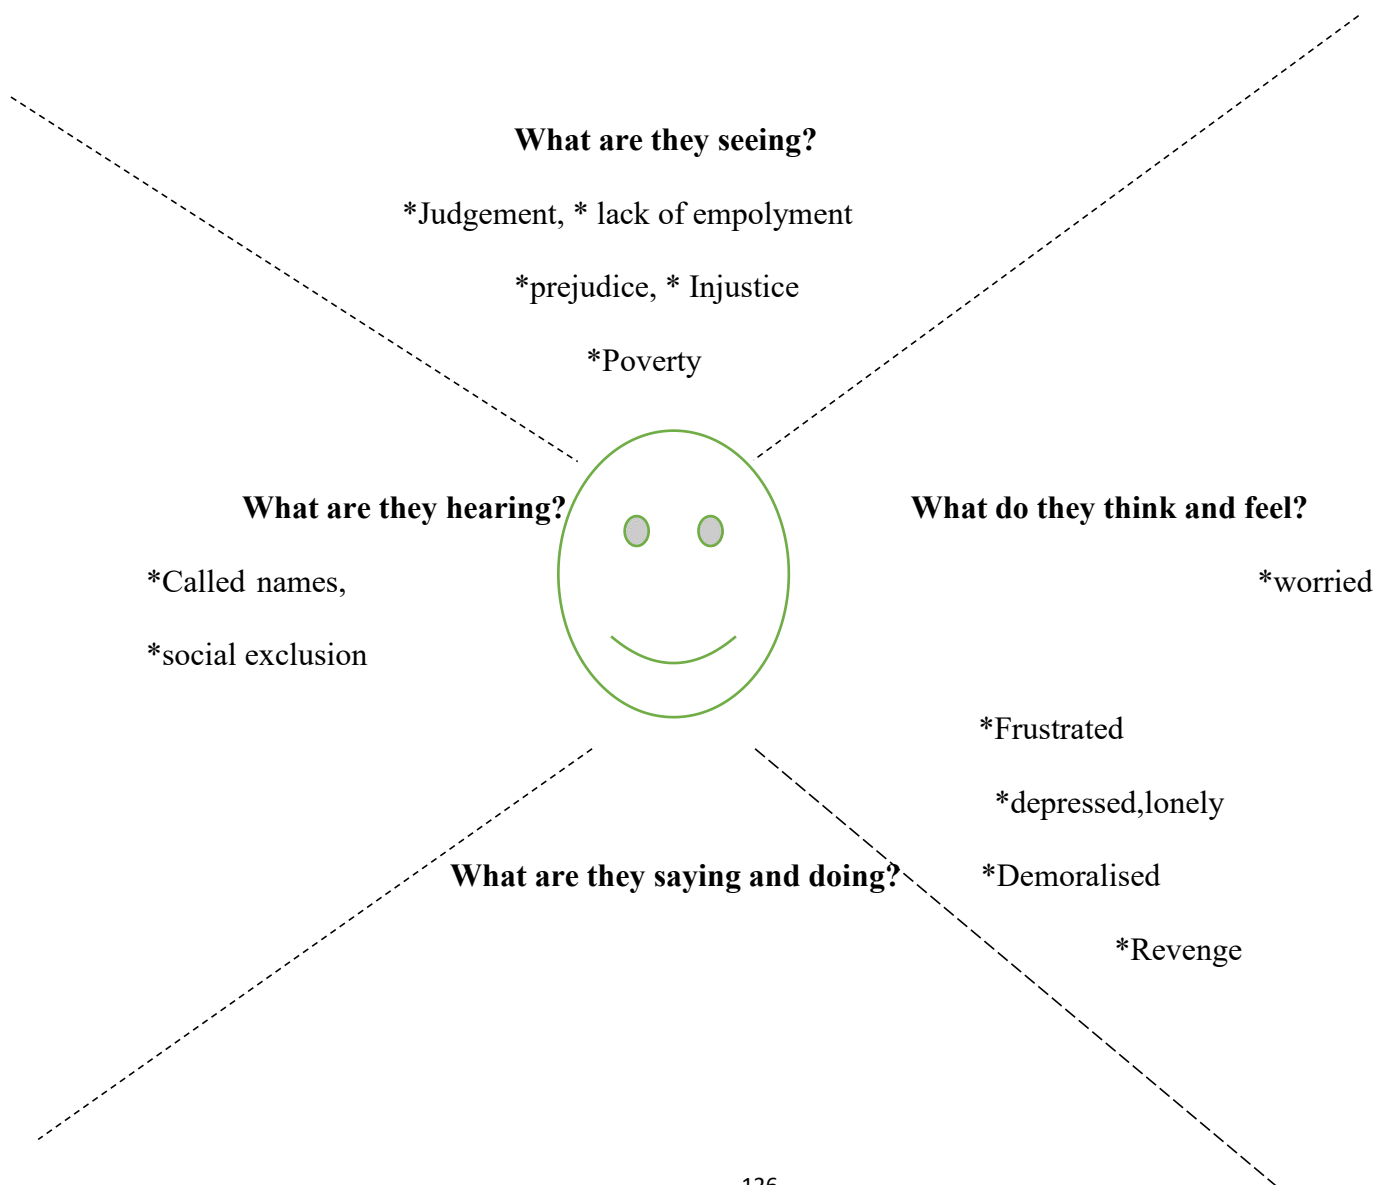 What are they seeing?
*Judgement, * lack of empolyment
*prejudice, * Injustice
*Poverty
What are they hearing?
*Called names,
*social exclusion
What do they think and feel?
*worried
*Frustrated
*depressed,lonely
*Demoralised
*Revenge
What are they saying and doing?
126